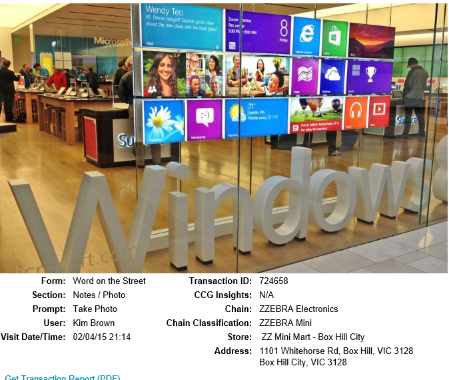 Wendy Teo
Microsoft
8
Windows
Form: Word on the Street
Section: Notes / Photo
Prompt: Take Photo
User: Kim Brown
Visit Date/Time: 02/04/15 21:14
Transaction ID: 724658
CCG Insights: N/A
Chain: ZZEBRA Electronics
Chain Classification: ZZEBRA Mini
Store: ZZ Mini Mart - Box Hill City
Address: 1101 Whitehorse Rd, Box Hill, VIC 3128
Box Hill City, VIC 3128
Get Transaction Report (PDF)